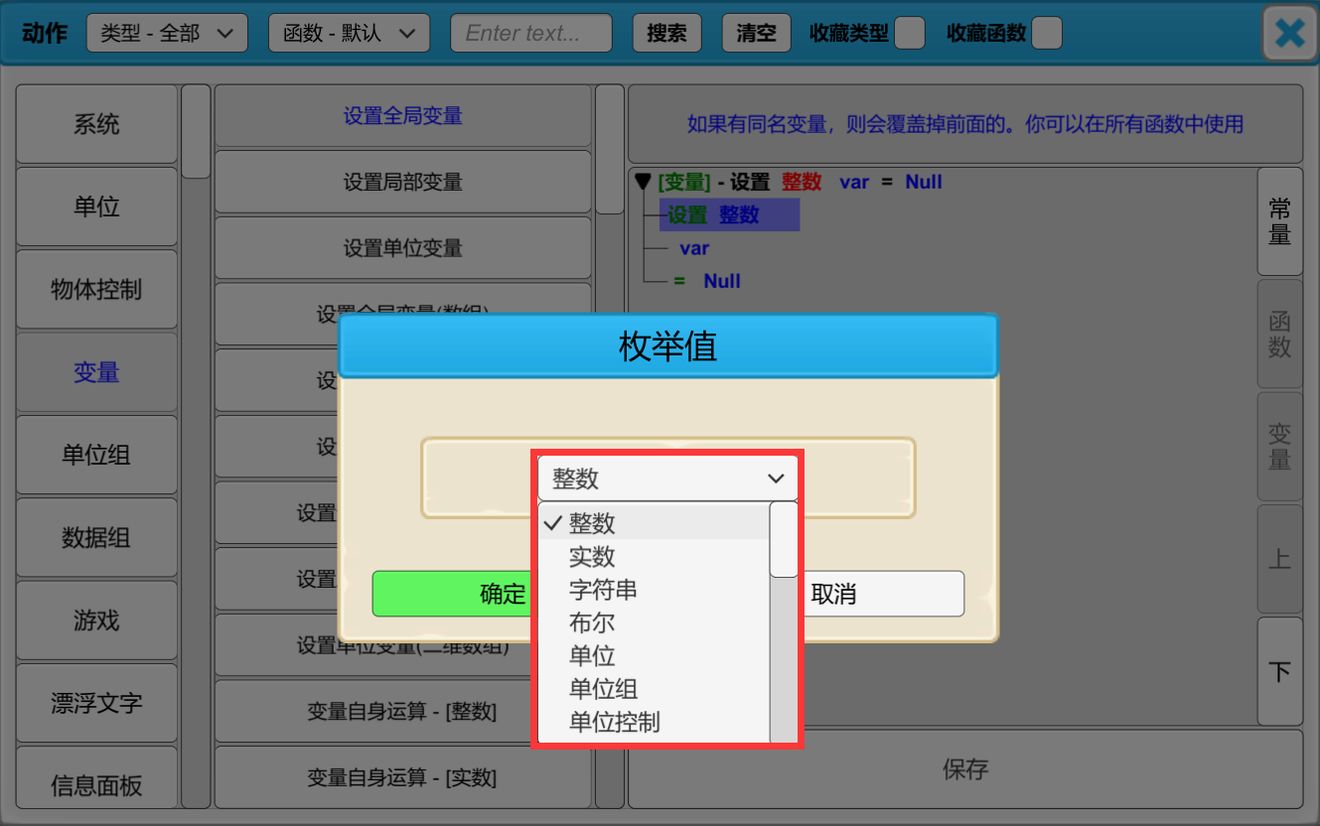 动作
类型 - 全部
函数 - 默认
Enter text...
搜索
清空
收藏类型
收藏函数
系统
单位
物体控制
变量
单位组
数据组
游戏
漂浮文字
信息面板
设置全局变量
设置局部变量
设置单位变量
设置全局变量(数组)
设
设
设置
设置
设置单位变量(二维数组)
变量自身运算 - [整数]
变量自身运算 - [实数]
如果有同名变量，则会覆盖掉前面的。你可以在所有函数中使用
[变量] - 设置 整数 var = Null
设置 整数
var
= Null
常量
函数
变量
上
下
保存
枚举值
整数
整数
实数
字符串
布尔
单位
单位组
单位控制
确定
取消